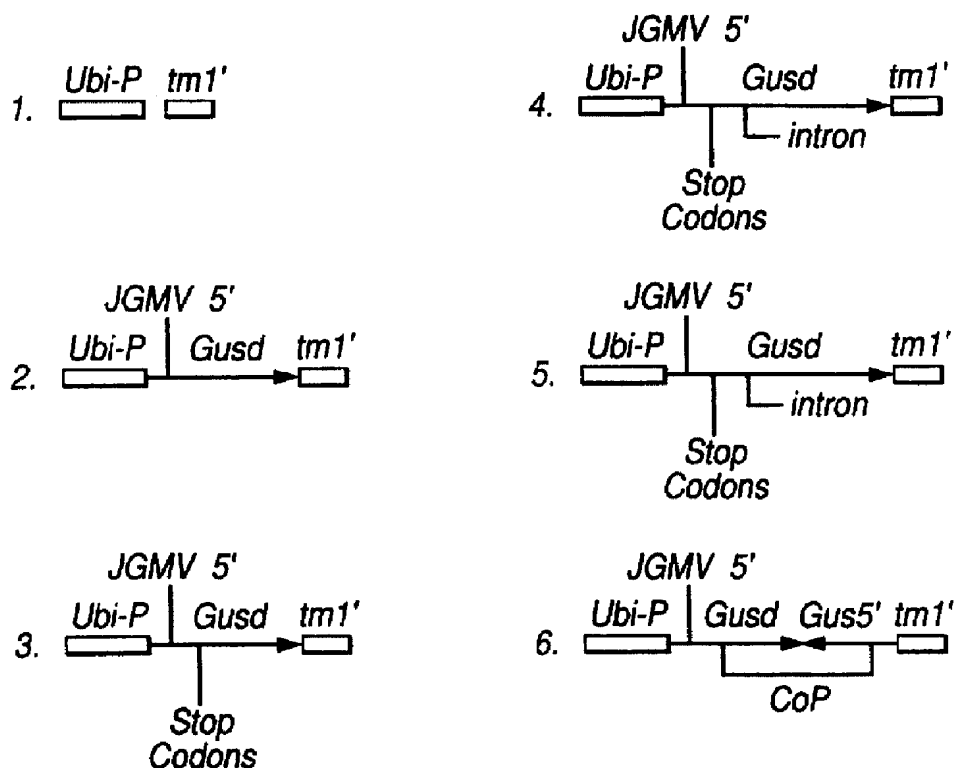 1. Ubi-P tm1'
2. Ubi-P JGMV 5' Gusd tm1'
3. Ubi-P JGMV 5' Gusd tm1'
Stop
Codons
4. Ubi-P JGMV 5' Gusd tm1'
intron
Stop
Codons
5. Ubi-P JGMV 5' Gusd tm1'
intron
Stop
Codons
6. Ubi-P JGMV 5' Gusd Gus5' tm1'
CoP